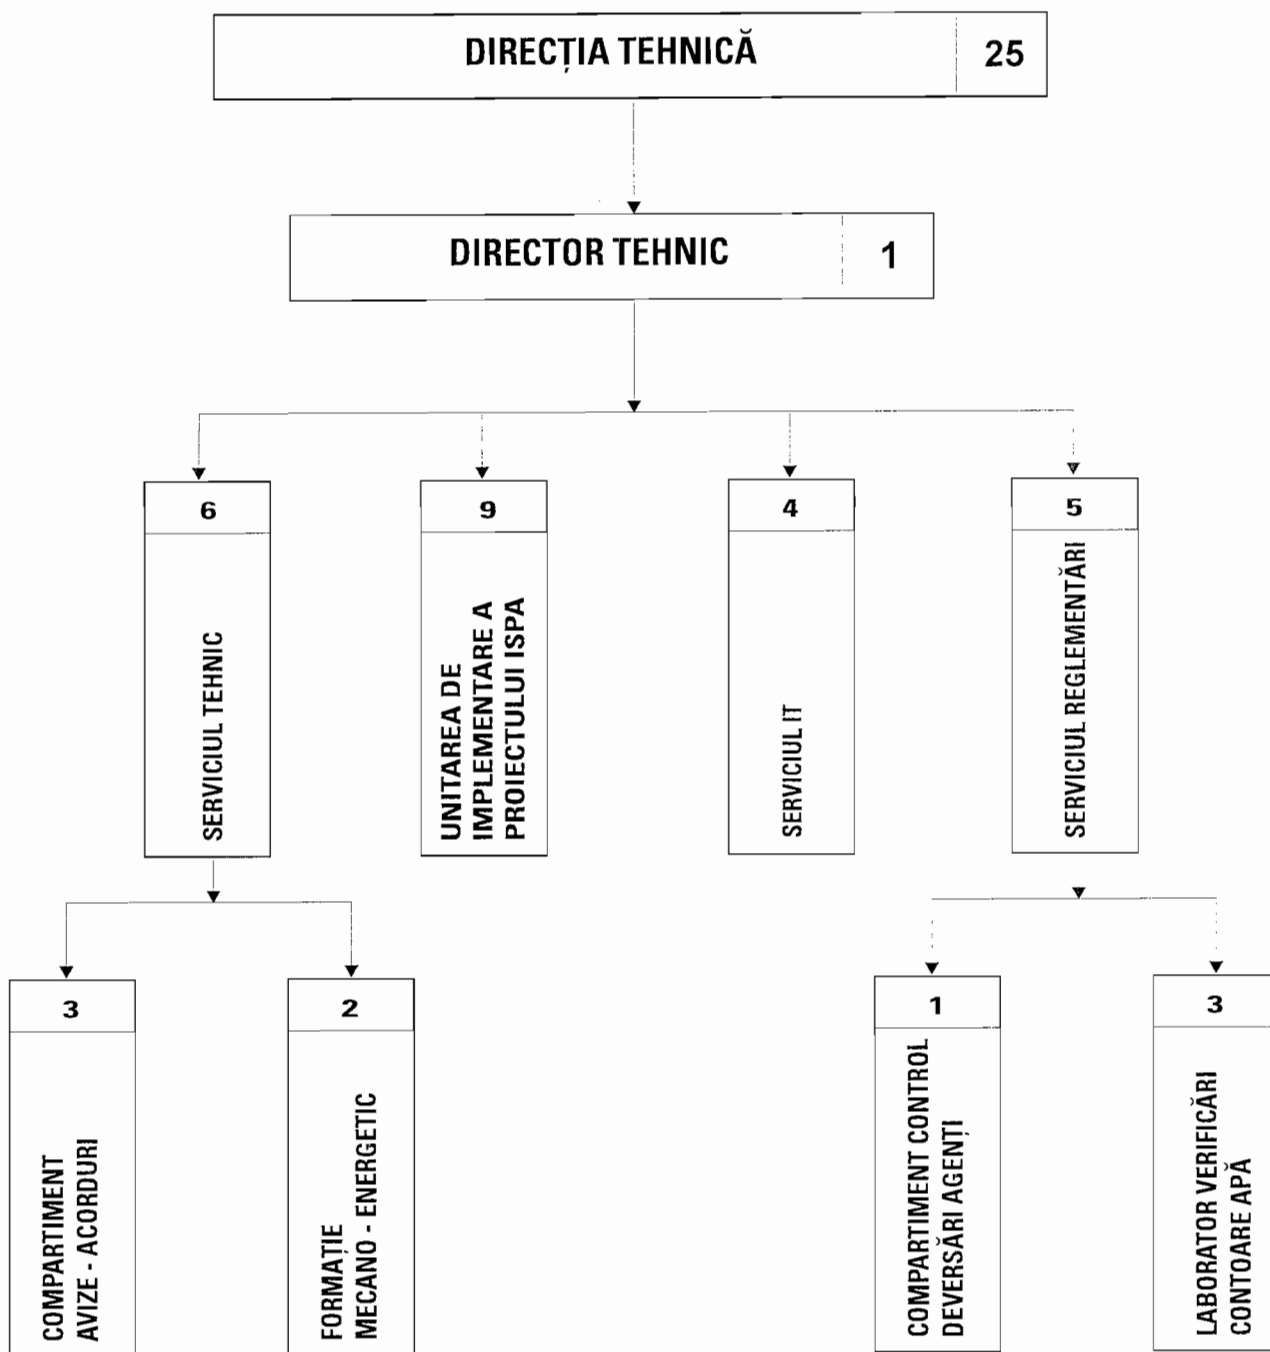 DIRECȚIA TEHNICĂ 25
DIRECTOR TEHNIC 1
6
SERVICIUL TEHNIC
9
UNITAREA DE
IMPLEMENTARE A
PROIECTULUI ISPA
4
SERVICIUL IT
5
SERVICIUL REGLEMENTĂRI
3
COMPARTIMENT
AVIZE - ACORDURI
2
FORMAȚIE
MECANO - ENERGETIC
1
COMPARTIMENT CONTROL
DEVERSĂRI AGENȚI
3
LABORATOR VERIFICĂRI
CONTOARE APĂ